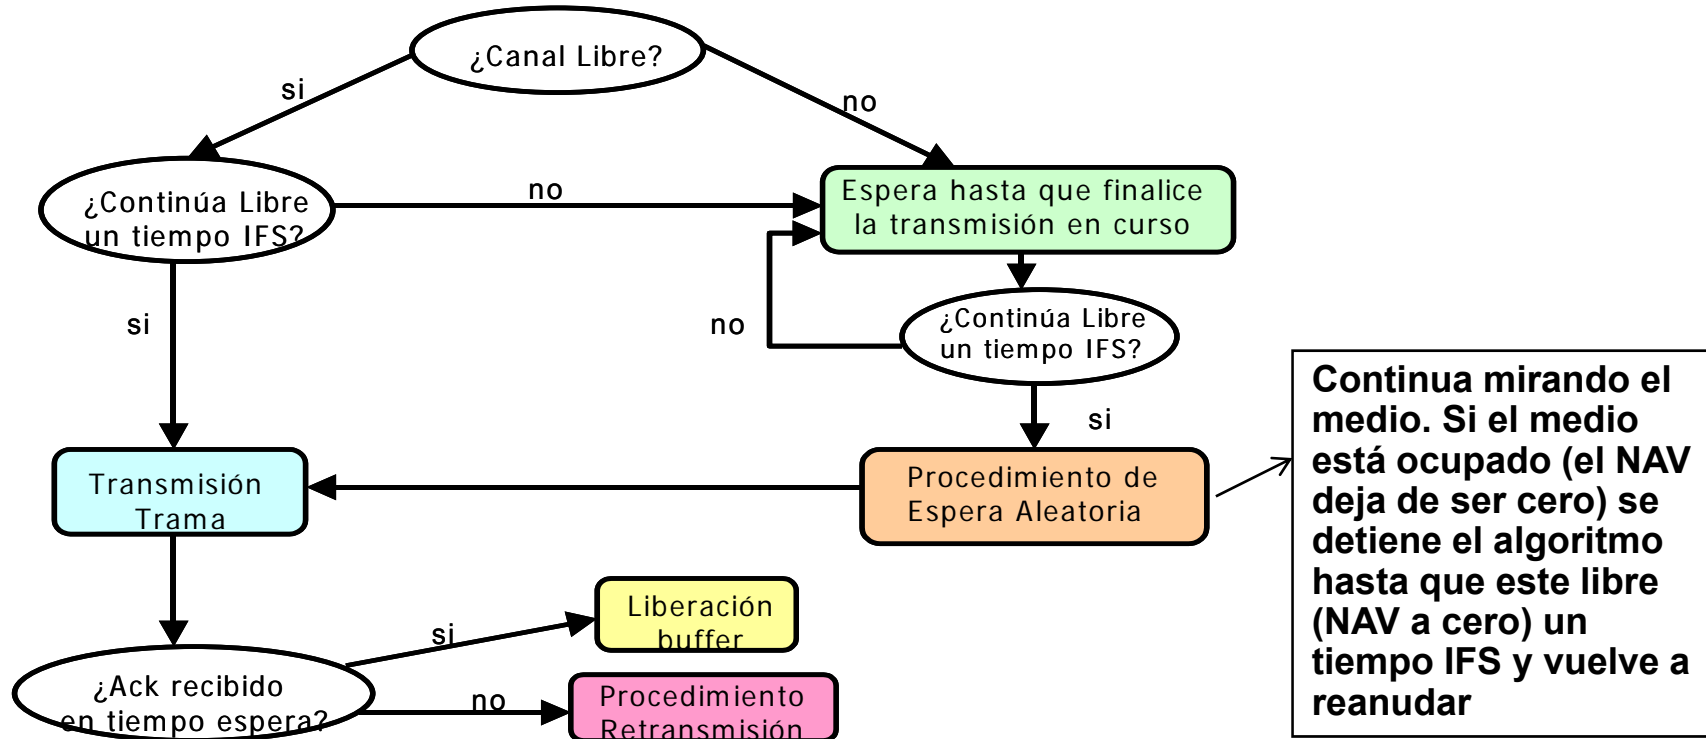 ¿Canal Libre?
si
no
¿Continúa Libre
un tiempo IFS?
no
Espera hasta que finalice
la transmisión en curso
si
no
¿Continúa Libre
un tiempo IFS?
si
Transmisión
Trama
Procedimiento de
Espera Aleatoria
Continua mirando el
medio. Si el medio
está ocupado (el NAV
deja de ser cero) se
detiene el algoritmo
hasta que este libre
(NAV a cero) un
tiempo IFS y vuelve a
reanudar
si
Liberación
buffer
¿Ack recibido
en tiempo espera?
no
Procedimiento
Retransmisión